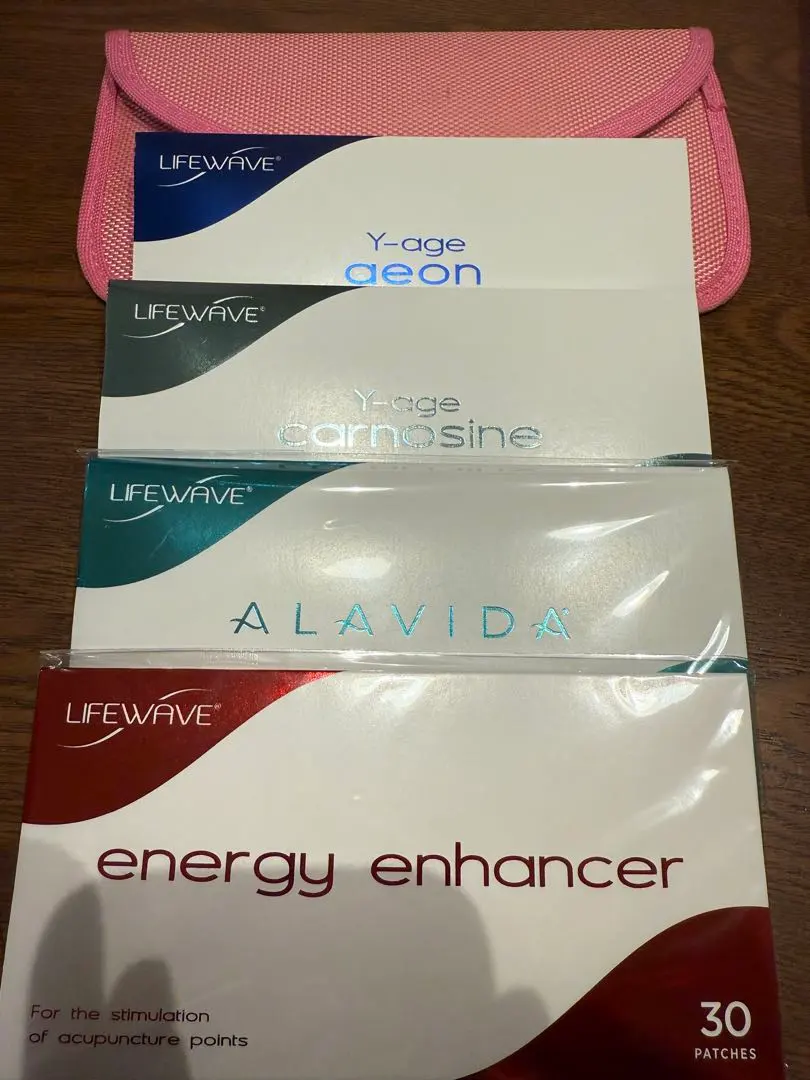 LIFEWAVE®
Y-age
aeon
LIFEWAVE®
Y-age
carnosine
LIFEWAVE®
ALAVIDA®
LIFEWAVE®
energy enhancer
For the stimulation
of acupuncture points
30
PATCHES